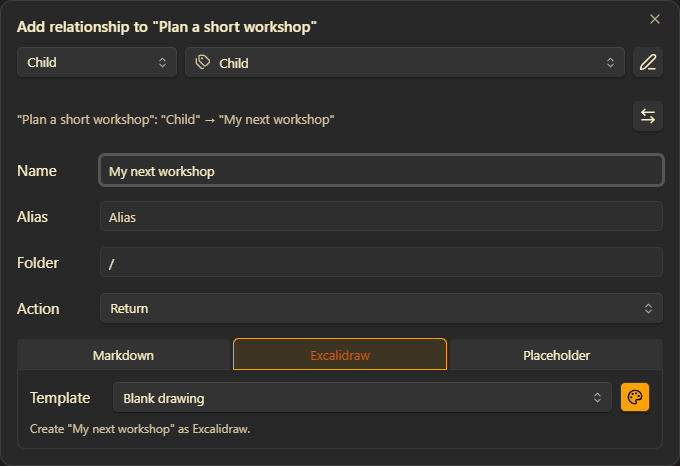 Add relationship to "Plan a short workshop"
Child Child
"Plan a short workshop": "Child" → "My next workshop"
Name My next workshop
Alias Alias
Folder /
Action Return
Markdown Excalidraw Placeholder
Template Blank drawing
Create "My next workshop" as Excalidraw.